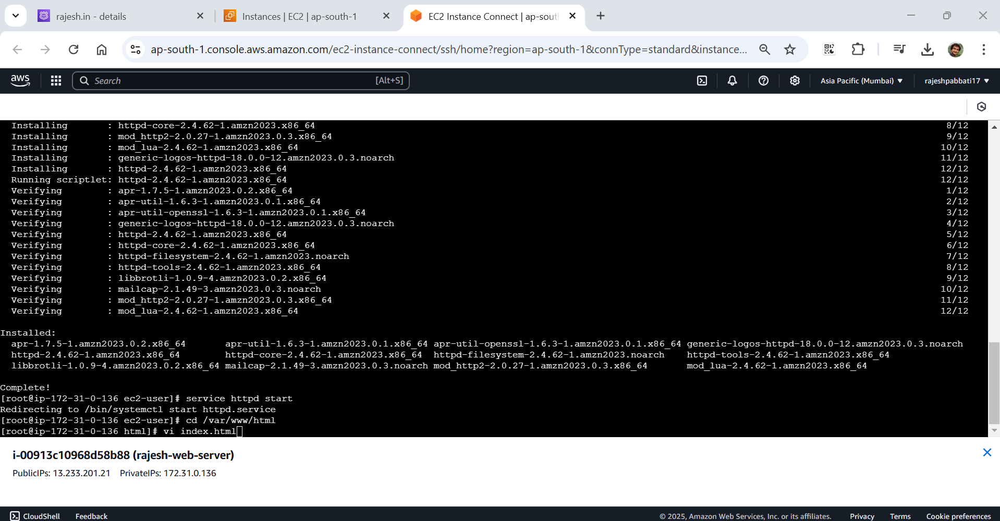 rajesh.in - details
Instances | EC2 | ap-south-1
EC2 Instance Connect | ap-sout
ap-south-1.console.aws.amazon.com/ec2-instance-connect/ssh/home?region=ap-south-1&connType=standard&instance...
aws
Search [Alt+S]
Asia Pacific (Mumbai) ▼
rajeshpabbati17 ▼
Installing : httpd-core-2.4.62-1.amzn2023.x86_64 8/12
Installing : mod_http2-2.0.27-1.amzn2023.0.3.x86_64 9/12
Installing : mod_lua-2.4.62-1.amzn2023.x86_64 10/12
Installing : generic-logos-httpd-18.0.0-12.amzn2023.0.3.noarch 11/12
Installing : httpd-2.4.62-1.amzn2023.x86_64 12/12
Running scriptlet: httpd-2.4.62-1.amzn2023.x86_64 12/12
Verifying : apr-1.7.5-1.amzn2023.0.2.x86_64 1/12
Verifying : apr-util-1.6.3-1.amzn2023.0.1.x86_64 2/12
Verifying : apr-util-openssl-1.6.3-1.amzn2023.0.1.x86_64 3/12
Verifying : generic-logos-httpd-18.0.0-12.amzn2023.0.3.noarch 4/12
Verifying : httpd-2.4.62-1.amzn2023.x86_64 5/12
Verifying : httpd-core-2.4.62-1.amzn2023.x86_64 6/12
Verifying : httpd-filesystem-2.4.62-1.amzn2023.noarch 7/12
Verifying : httpd-tools-2.4.62-1.amzn2023.x86_64 8/12
Verifying : libbrotli-1.0.9-4.amzn2023.0.2.x86_64 9/12
Verifying : mailcap-2.1.49-3.amzn2023.0.3.noarch 10/12
Verifying : mod_http2-2.0.27-1.amzn2023.0.3.x86_64 11/12
Verifying : mod_lua-2.4.62-1.amzn2023.x86_64 12/12
Installed:
apr-1.7.5-1.amzn2023.0.2.x86_64 apr-util-1.6.3-1.amzn2023.0.1.x86_64 apr-util-openssl-1.6.3-1.amzn2023.0.1.x86_64 generic-logos-httpd-18.0.0-12.amzn2023.0.3.noarch
httpd-2.4.62-1.amzn2023.x86_64 httpd-core-2.4.62-1.amzn2023.x86_64 httpd-filesystem-2.4.62-1.amzn2023.noarch httpd-tools-2.4.62-1.amzn2023.x86_64
libbrotli-1.0.9-4.amzn2023.0.2.x86_64 mailcap-2.1.49-3.amzn2023.0.3.noarch mod_http2-2.0.27-1.amzn2023.0.3.x86_64 mod_lua-2.4.62-1.amzn2023.x86_64
Complete!
[root@ip-172-31-0-136 ec2-user]# service httpd start
Redirecting to /bin/systemctl start httpd.service
[root@ip-172-31-0-136 ec2-user]# cd /var/www/html
[root@ip-172-31-0-136 html]# vi index.html
i-00913c10968d58b88 (rajesh-web-server)
PublicIPs: 13.233.201.21 PrivateIPs: 172.31.0.136
CloudShell Feedback © 2025, Amazon Web Services, Inc. or its affiliates. Privacy Terms Cookie preferences